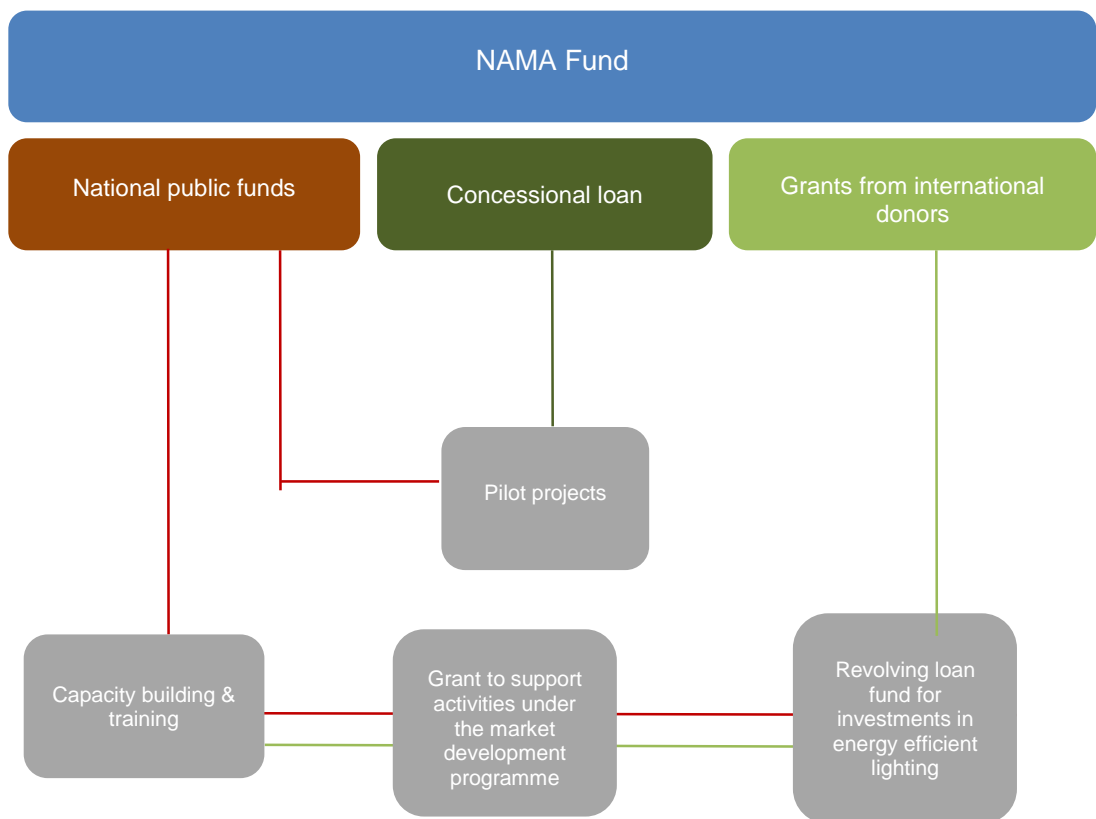 NAMA Fund
National public funds
Concessional loan
Grants from international
donors
Pilot projects
Capacity building &
training
Grant to support
activities under
the market
development
programme
Revolving loan
fund for
investments in
energy efficient
lighting